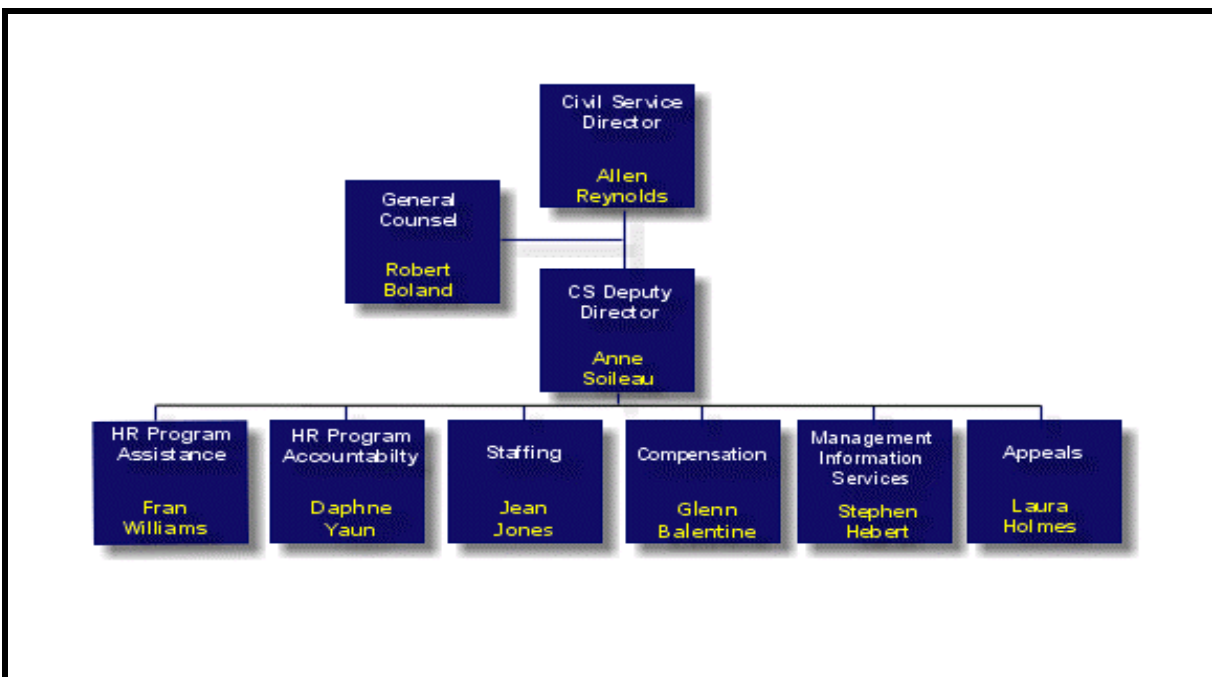 Civil Service
Director
Allen
Reynolds
General
Counsel
Robert
Boland
CS Deputy
Director
Anne
Soileau
HR Program
Assistance
Fran
Williams
HR Program
Accountabilty
Daphne
Yaun
Staffing
Jean
Jones
Compensation
Glenn
Balentine
Management
Information
Services
Stephen
Hebert
Appeals
Laura
Holmes